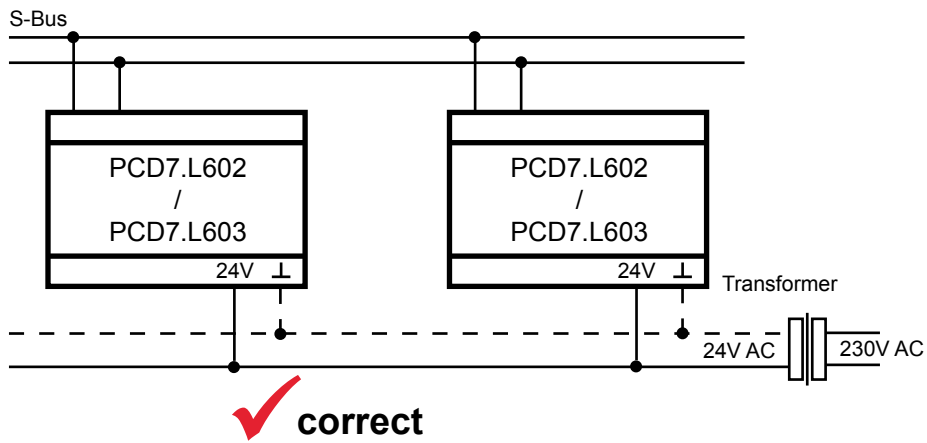 S-Bus
PCD7.L602
/
PCD7.L603
24V ⊥
PCD7.L602
/
PCD7.L603
24V ⊥
Transformer
24V AC
230V AC
correct